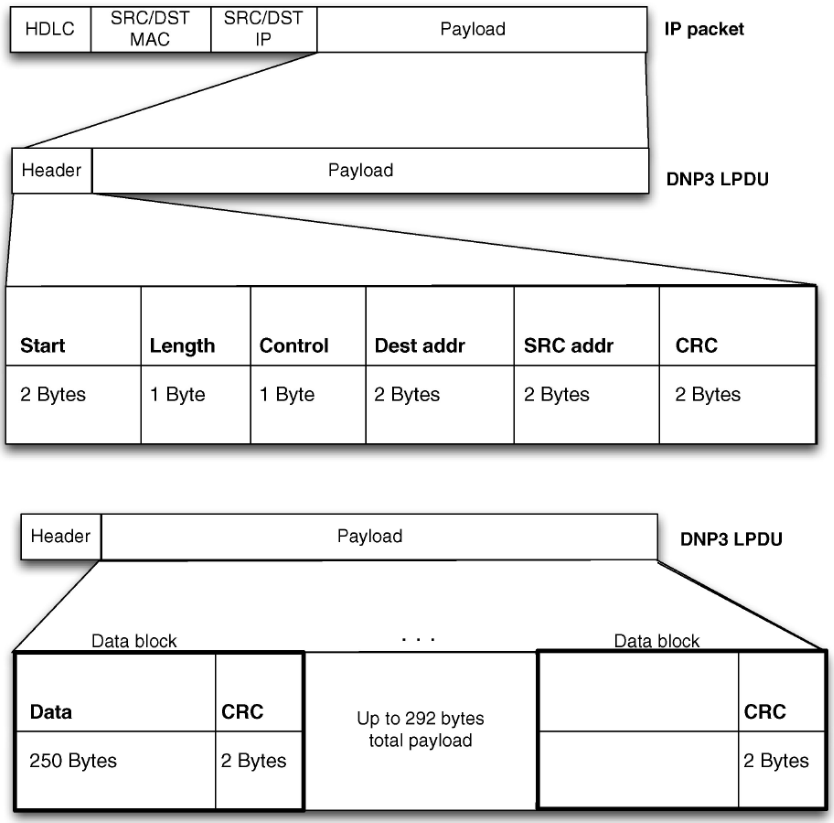 HDLC SRC/DST MAC SRC/DST IP Payload IP packet
Header Payload DNP3 LPDU
Start Length Control Dest addr SRC addr CRC
2 Bytes 1 Byte 1 Byte 2 Bytes 2 Bytes 2 Bytes
Header Payload DNP3 LPDU
Data block . . . Data block
Data CRC Up to 292 bytes total payload CRC
250 Bytes 2 Bytes 2 Bytes